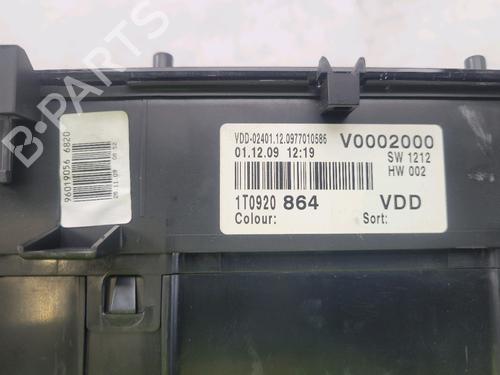 VDD-02401.12.0977010586
V0002000
01.12.09 12:19
SW 1212
HW 002
1T0920 864
VDD
Colour:
Sort:
96019056 6820
B-PARTS